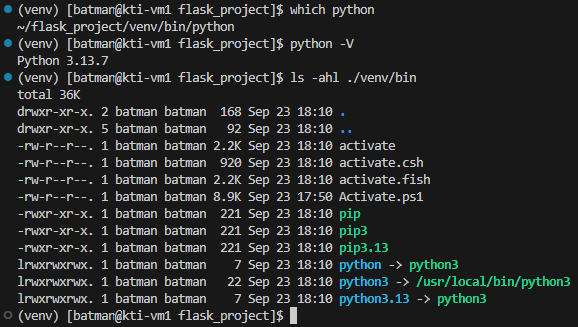 (venv) [batman@kti-vm1 flask_project]$ which python
~/flask_project/venv/bin/python
(venv) [batman@kti-vm1 flask_project]$ python -V
Python 3.13.7
(venv) [batman@kti-vm1 flask_project]$ ls -ahl ./venv/bin
total 36K
drwxr-xr-x. 2 batman batman  168 Sep 23 18:10 .
drwxr-xr-x. 5 batman batman   92 Sep 23 18:10 ..
-rw-r--r--. 1 batman batman 2.2K Sep 23 18:10 activate
-rw-r--r--. 1 batman batman  920 Sep 23 18:10 activate.csh
-rw-r--r--. 1 batman batman 2.2K Sep 23 18:10 activate.fish
-rw-r--r--. 1 batman batman 8.9K Sep 23 17:50 Activate.ps1
-rwxr-xr-x. 1 batman batman  221 Sep 23 18:10 pip
-rwxr-xr-x. 1 batman batman  221 Sep 23 18:10 pip3
-rwxr-xr-x. 1 batman batman  221 Sep 23 18:10 pip3.13
lrwxrwxrwx. 1 batman batman    7 Sep 23 18:10 python -> python3
lrwxrwxrwx. 1 batman batman   22 Sep 23 18:10 python3 -> /usr/local/bin/python3
lrwxrwxrwx. 1 batman batman    7 Sep 23 18:10 python3.13 -> python3
(venv) [batman@kti-vm1 flask_project]$